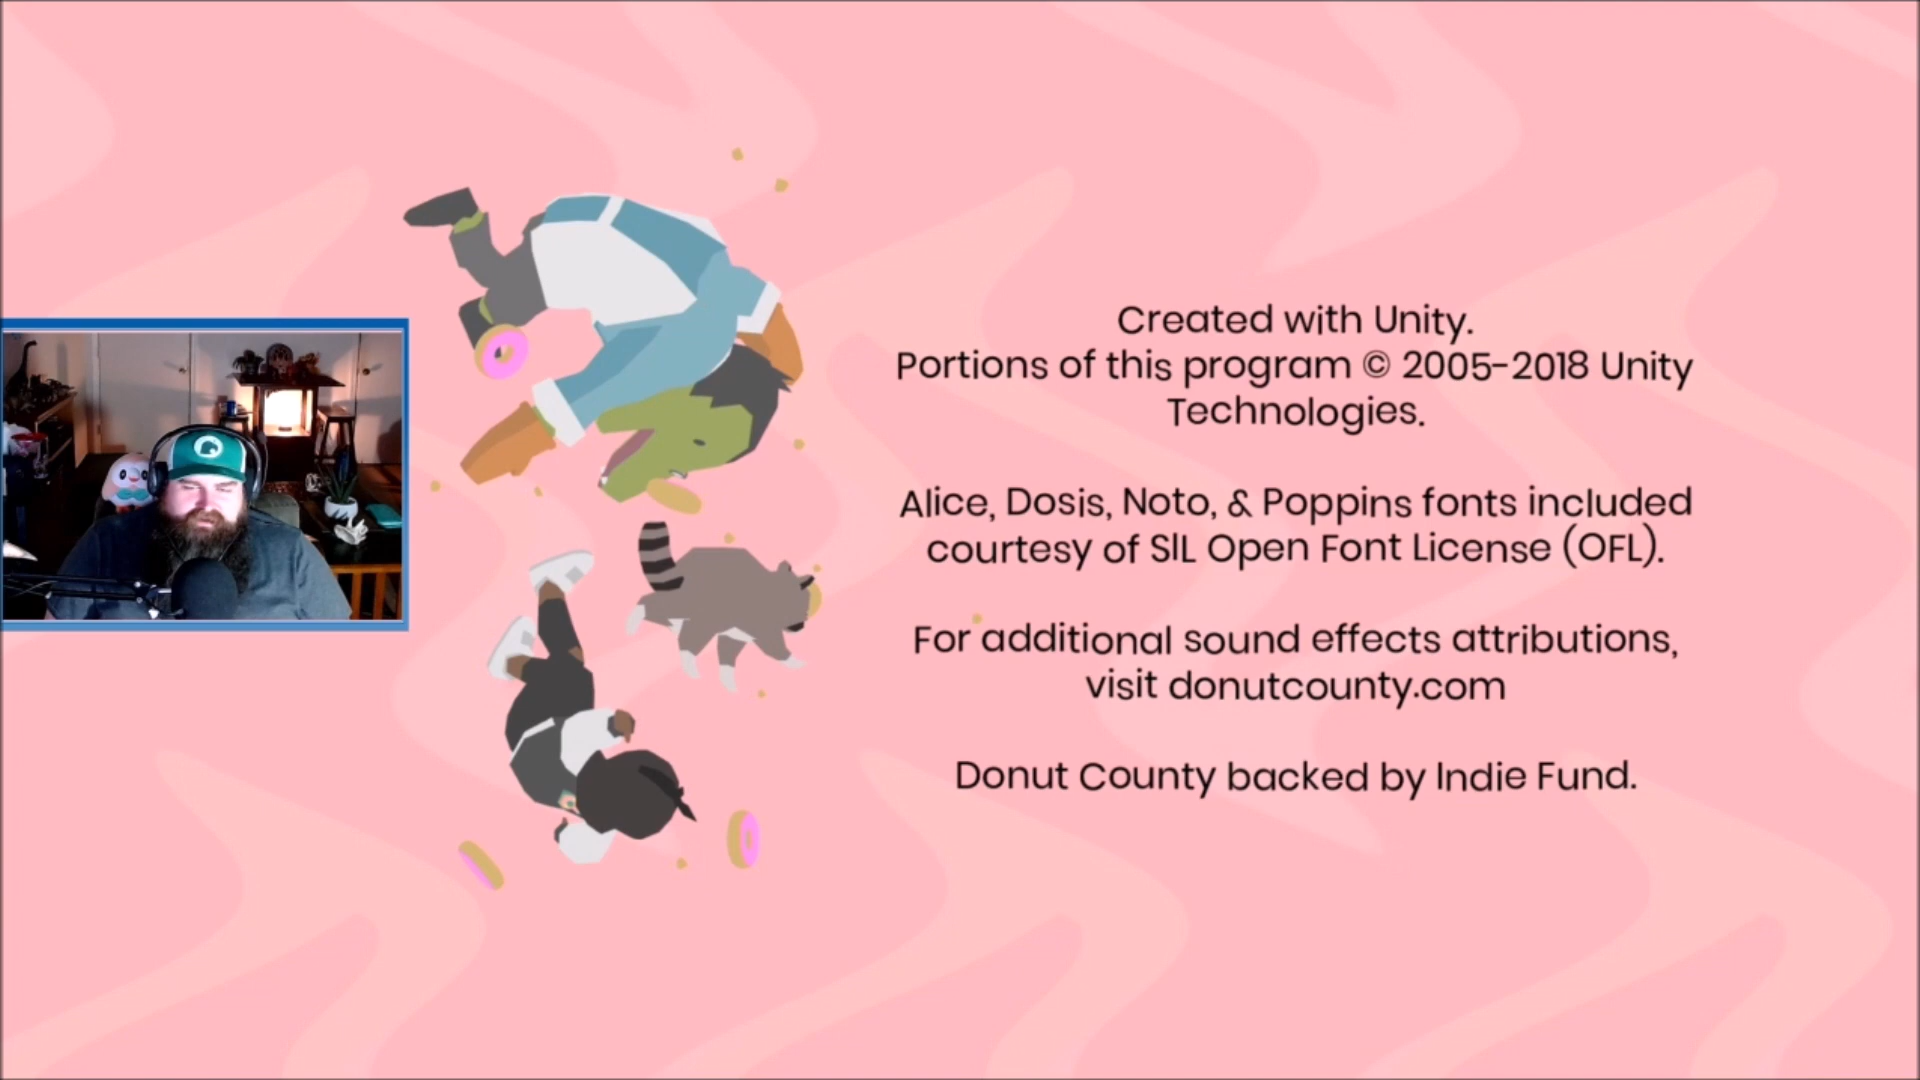 Created with Unity.
Portions of this program © 2005-2018 Unity
Technologies.
Alice, Dosis, Noto, & Poppins fonts included
courtesy of SIL Open Font License (OFL).
For additional sound effects attributions,
visit donutcounty.com
Donut County backed by Indie Fund.